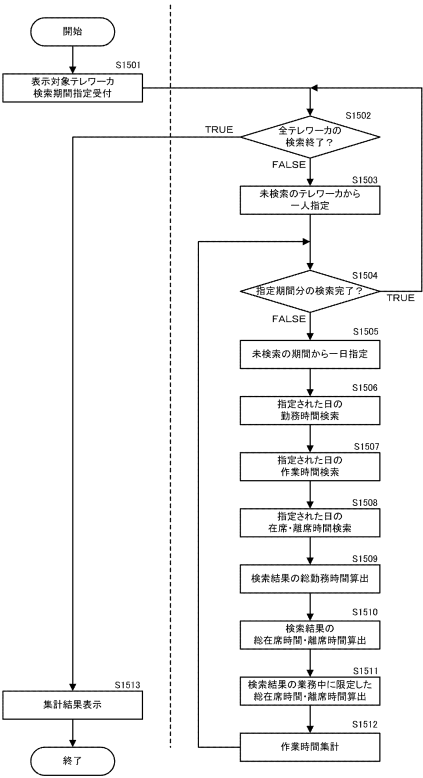 開始
S1501
表示対象テレワーカ
検索期間指定受付
S1502
全テレワーカの
検索終了?
TRUE
FALSE
S1503
未検索のテレワーカから
一人指定
S1504
指定期間分の検索完了?
TRUE
FALSE
S1505
未検索の期間から一日指定
S1506
指定された日の
勤務時間検索
S1507
指定された日の
作業時間検索
S1508
指定された日の
在席・離席時間検索
S1509
検索結果の総勤務時間算出
S1510
検索結果の
総在席時間・離席時間算出
S1511
検索結果の業務中に限定した
総在席時間・離席時間算出
S1512
作業時間集計
S1513
集計結果表示
終了